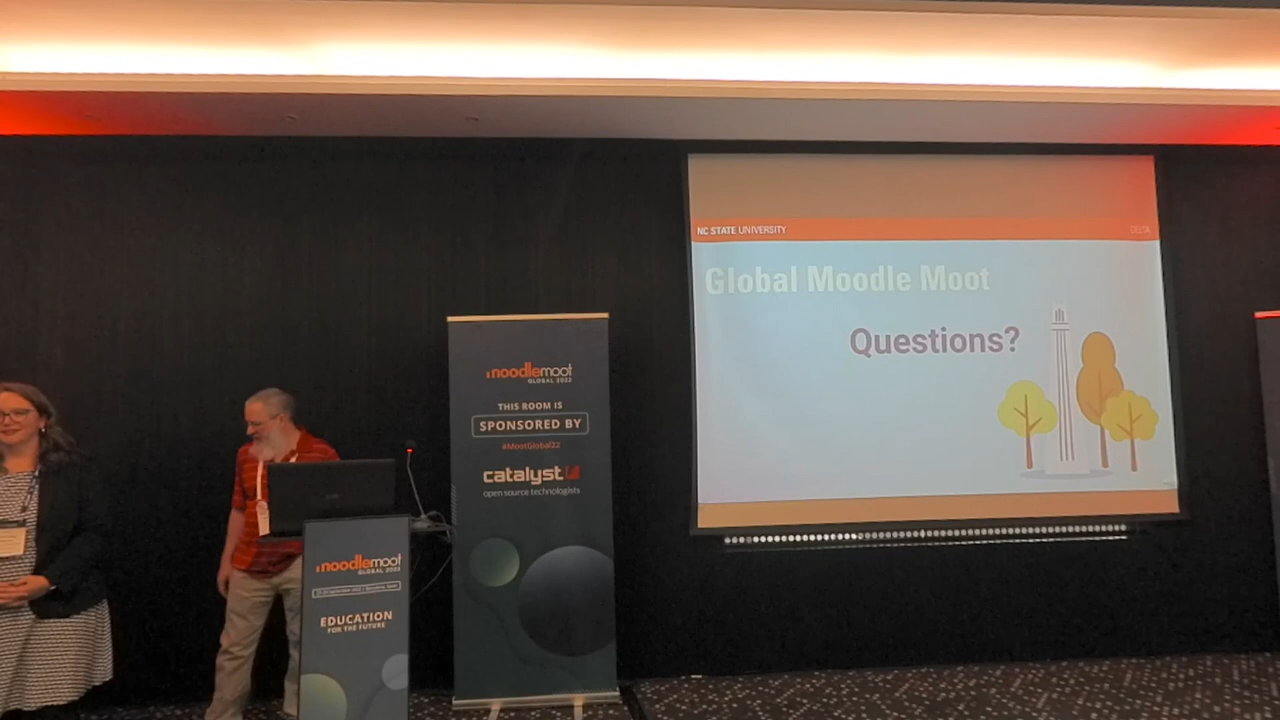 NC STATE UNIVERSITY
DELTA
Global Moodle Moot
Questions?
moodlemoot
GLOBAL 2022
THIS ROOM IS
SPONSORED BY
#MootGlobal22
catalyst
open source technologists
moodlemoot
GLOBAL 2022
EDUCATION
FOR THE FUTURE